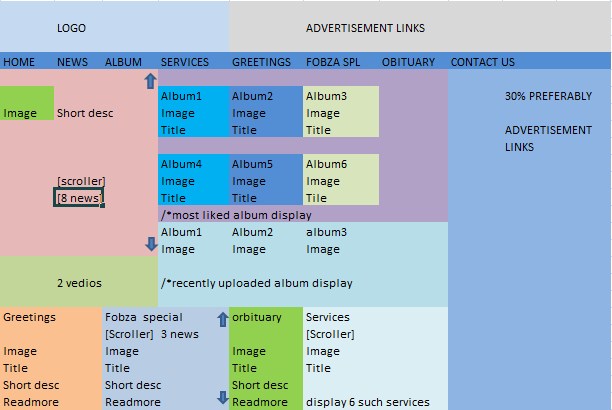 LOGO ADVERTISEMENT LINKS
HOME NEWS ALBUM SERVICES GREETINGS FOBZA SPL OBITUARY CONTACT US
Album1 Album2 Album3 30% PREFERABLY
Image Short desc Image Image Image
Title Title Title ADVERTISEMENT
LINKS
Album4 Album5 Album6
[scroller] Image Image Image
[8 news] Title Title Tile
/*most liked album display
Album1 Album2 album3
Image Image Image
2 vedios /*recently uploaded album display
Greetings Fobza special orbituary Services
[Scroller] 3 news [Scroller]
Image Image Image Image
Title Title Title Title
Short desc Short desc Short desc
Readmore Readmore Readmore display 6 such services